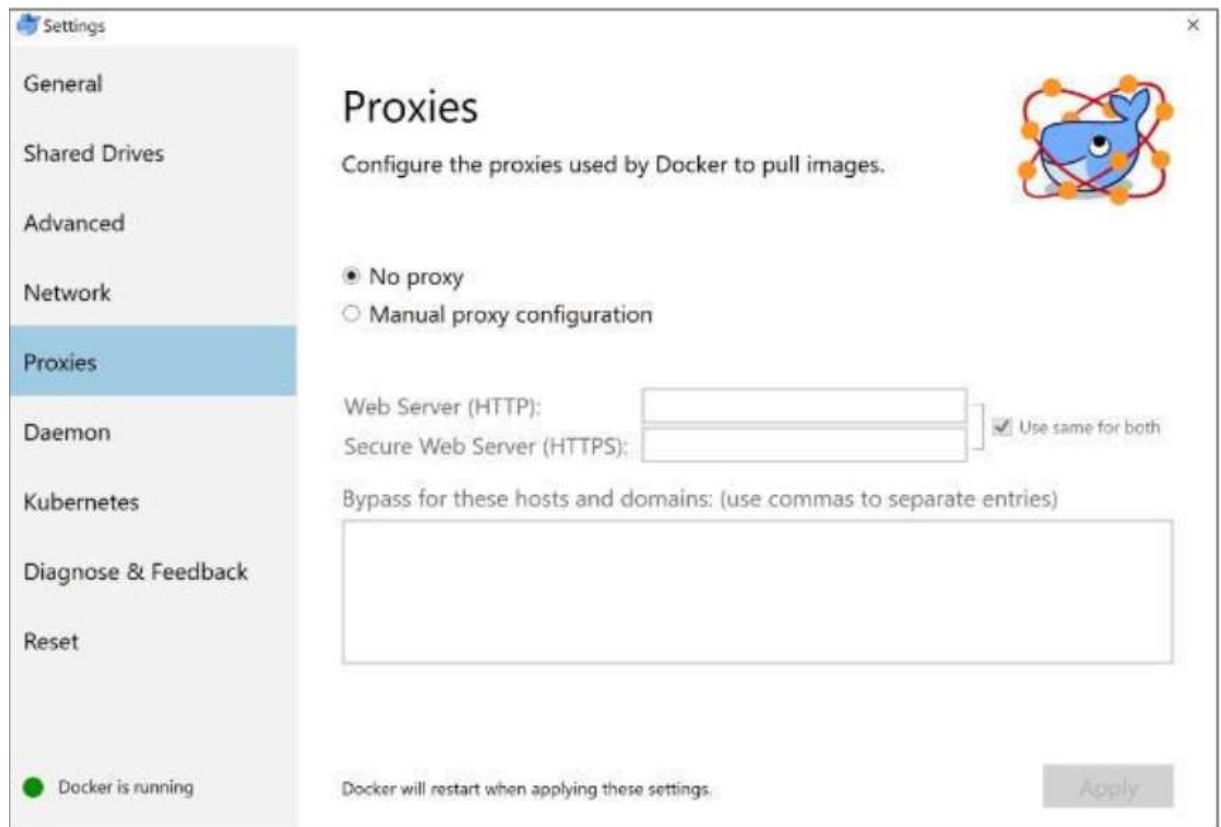 Settings
General
Shared Drives
Advanced
Network
Proxies
Daemon
Kubernetes
Diagnose & Feedback
Reset
Docker is running
Proxies
Configure the proxies used by Docker to pull images.
No proxy
Manual proxy configuration
Web Server (HTTP):
Secure Web Server (HTTPS):
Use same for both
Bypass for these hosts and domains: (use commas to separate entries)
Docker will restart when applying these settings.
Apply